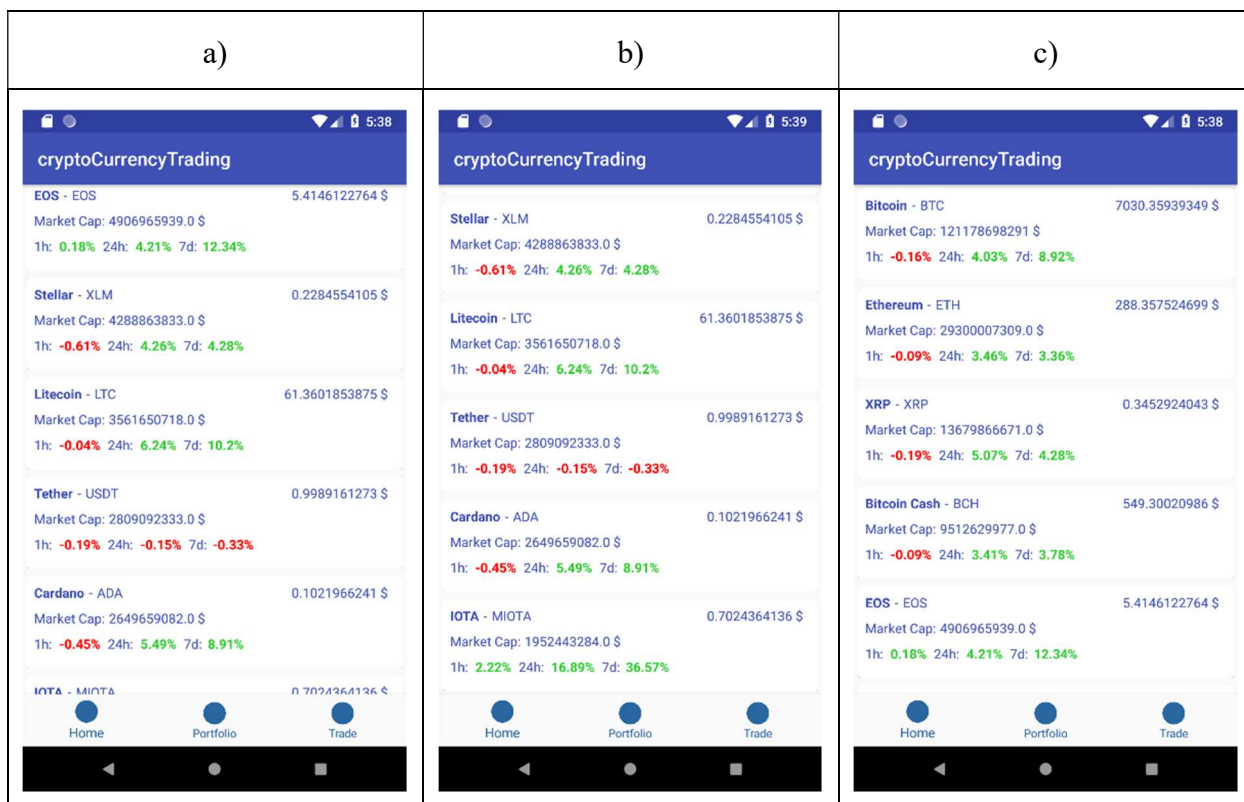 a)
b)
c)
5:38
cryptoCurrencyTrading
EOS - EOS 5.4146122764 $
Market Cap: 4906965939.0 $
1h: 0.18% 24h: 4.21% 7d: 12.34%
Stellar - XLM 0.2284554105 $
Market Cap: 4288863833.0 $
1h: -0.61% 24h: 4.26% 7d: 4.28%
Litecoin - LTC 61.3601853875 $
Market Cap: 3561650718.0 $
1h: -0.04% 24h: 6.24% 7d: 10.2%
Tether - USDT 0.9989161273 $
Market Cap: 2809092333.0 $
1h: -0.19% 24h: -0.15% 7d: -0.33%
Cardano - ADA 0.1021966241 $
Market Cap: 2649659082.0 $
1h: -0.45% 24h: 5.49% 7d: 8.91%
IOTA - MIOTA 0.7024364136 $
Home Portfolio Trade
5:39
cryptoCurrencyTrading
Stellar - XLM 0.2284554105 $
Market Cap: 4288863833.0 $
1h: -0.61% 24h: 4.26% 7d: 4.28%
Litecoin - LTC 61.3601853875 $
Market Cap: 3561650718.0 $
1h: -0.04% 24h: 6.24% 7d: 10.2%
Tether - USDT 0.9989161273 $
Market Cap: 2809092333.0 $
1h: -0.19% 24h: -0.15% 7d: -0.33%
Cardano - ADA 0.1021966241 $
Market Cap: 2649659082.0 $
1h: -0.45% 24h: 5.49% 7d: 8.91%
IOTA - MIOTA 0.7024364136 $
Market Cap: 1952443284.0 $
1h: 2.22% 24h: 16.89% 7d: 36.57%
Home Portfolio Trade
5:38
cryptoCurrencyTrading
Bitcoin - BTC 7030.35939349 $
Market Cap: 121178698291 $
1h: -0.16% 24h: 4.03% 7d: 8.92%
Ethereum - ETH 288.357524699 $
Market Cap: 29300007309.0 $
1h: -0.09% 24h: 3.46% 7d: 3.36%
XRP - XRP 0.3452924043 $
Market Cap: 13679866671.0 $
1h: -0.19% 24h: 5.07% 7d: 4.28%
Bitcoin Cash - BCH 549.30020986 $
Market Cap: 9512629977.0 $
1h: -0.09% 24h: 3.41% 7d: 3.78%
EOS - EOS 5.4146122764 $
Market Cap: 4906965939.0 $
1h: 0.18% 24h: 4.21% 7d: 12.34%
Home Portfolio Trade